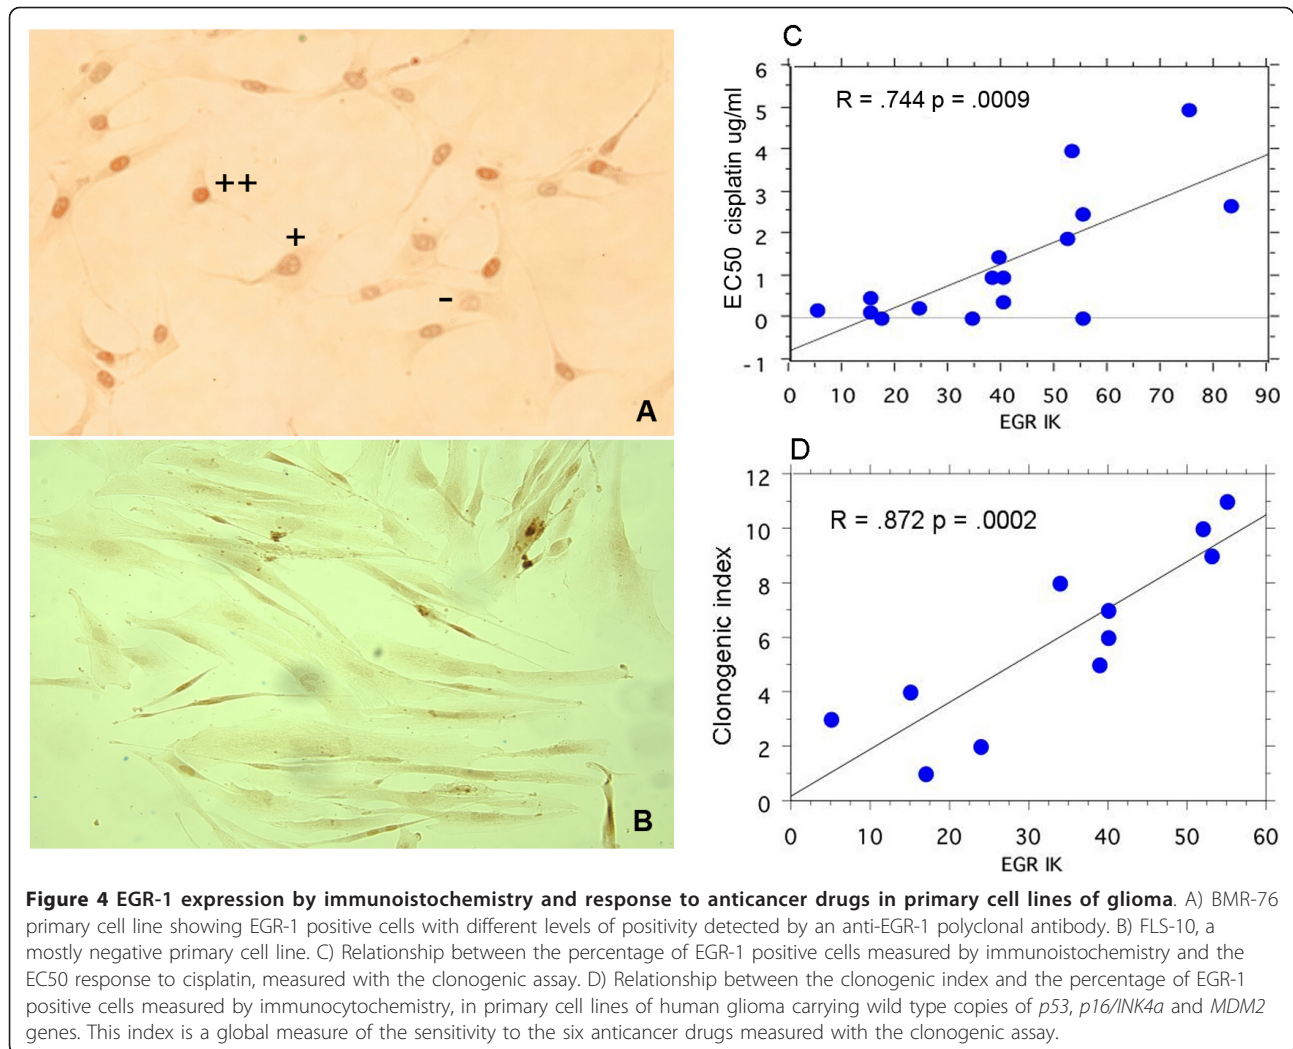 ++
+
-
A
B
C
6
5
4
3
2
1
0
-1
EC50 cisplatin ug/ml
R = .744 p = .0009
0 10 20 30 40 50 60 70 80 90
EGR IK
D
12
10
8
6
4
2
0
Clonogenic index
R = .872 p = .0002
0 10 20 30 40 50 60
EGR IK
Figure 4 EGR-1 expression by immunoistochemistry and response to anticancer drugs in primary cell lines of glioma. A) BMR-76
primary cell line showing EGR-1 positive cells with different levels of positivity detected by an anti-EGR-1 polyclonal antibody. B) FLS-10, a
mostly negative primary cell line. C) Relationship between the percentage of EGR-1 positive cells measured by immunoistochemistry and the
EC50 response to cisplatin, measured with the clonogenic assay. D) Relationship between the clonogenic index and the percentage of EGR-1
positive cells measured by immunocytochemistry, in primary cell lines of human glioma carrying wild type copies of p53, p16/INK4a and MDM2
genes. This index is a global measure of the sensitivity to the six anticancer drugs measured with the clonogenic assay.